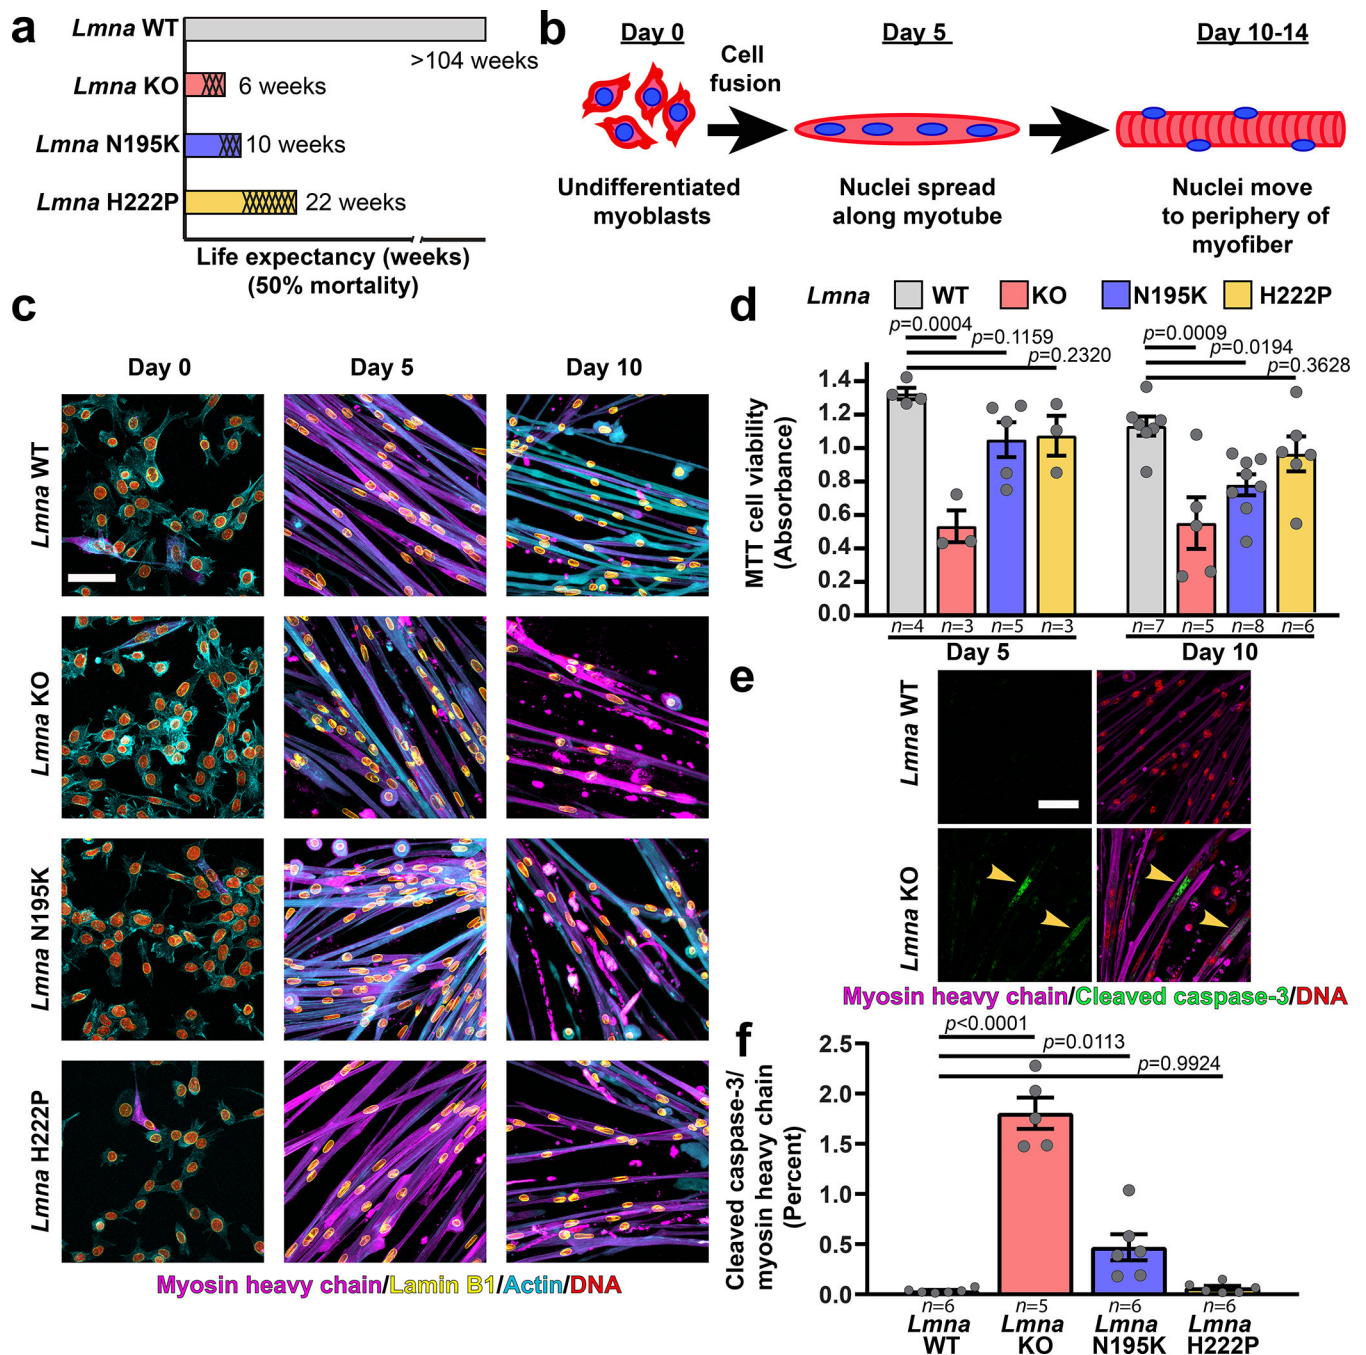 a
Lmna WT
>104 weeks
Lmna KO
6 weeks
Lmna N195K
10 weeks
Lmna H222P
22 weeks
Life expectancy (weeks)
(50% mortality)
b
Day 0
Day 5
Day 10-14
Cell
fusion
Undifferentiated
myoblasts
Nuclei spread
along myotube
Nuclei move
to periphery of
myofiber
c
Day 0
Day 5
Day 10
Lmna WT
Lmna KO
Lmna N195K
Lmna H222P
Myosin heavy chain/Lamin B1/Actin/DNA
d
Lmna WT KO N195K H222P
p=0.0004
p=0.1159
p=0.2320
p=0.0009
p=0.0194
p=0.3628
MTT cell viability
(Absorbance)
1.4
1.2
1.0
0.8
0.6
0.4
0.2
0.0
n=4 n=3 n=5 n=3
n=7 n=5 n=8 n=6
Day 5
Day 10
e
Lmna WT
Lmna KO
Myosin heavy chain/Cleaved caspase-3/DNA
f
p<0.0001
p=0.0113
p=0.9924
Cleaved caspase-3/
myosin heavy chain
(Percent)
2.5
2.0
1.5
1.0
0.5
0.0
n=6 n=5 n=6 n=6
Lmna Lmna Lmna Lmna
WT KO N195K H222P